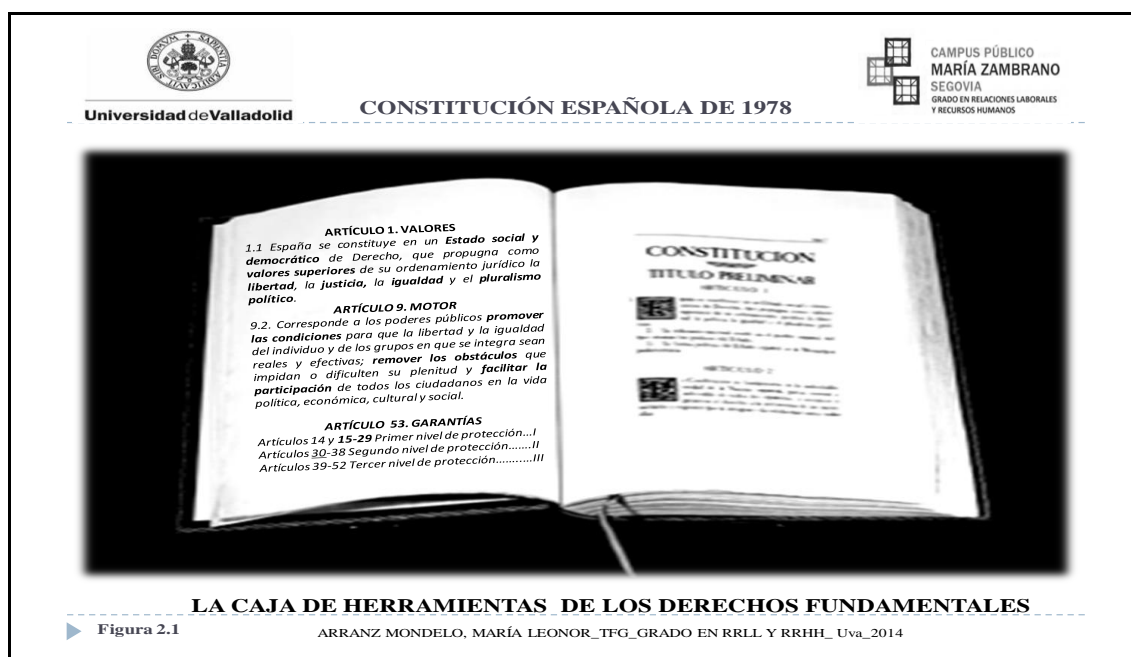 CONSTITUCIÓN ESPAÑOLA DE 1978
Universidad de Valladolid
CAMPUS PÚBLICO
MARÍA ZAMBRANO
SEGOVIA
GRADO EN RELACIONES LABORALES
Y RECURSOS HUMANOS
ARTÍCULO 1. VALORES
1.1 España se constituye en un Estado social y
democrático de Derecho, que propugna como
valores superiores de su ordenamiento jurídico la
libertad, la justicia, la igualdad y el pluralismo
político.
ARTÍCULO 9. MOTOR
9.2. Corresponde a los poderes públicos promover
las condiciones para que la libertad y la igualdad
del individuo y de los grupos en que se integra sean
reales y efectivas; remover los obstáculos que
impidan o dificulten su plenitud y facilitar la
participación de todos los ciudadanos en la vida
política, económica, cultural y social.
ARTÍCULO 53. GARANTÍAS
Artículos 14 y 15-29 Primer nivel de protección...I
Artículos 30-38 Segundo nivel de protección.......II
Artículos 39-52 Tercer nivel de protección..........III
CONSTITUCION
TITULO PRELIMINAR
ARTICULO 1
ARTICULO 2
LA CAJA DE HERRAMIENTAS DE LOS DERECHOS FUNDAMENTALES
Figura 2.1
ARRANZ MONDELO, MARÍA LEONOR_TFG_GRADO EN RRLL Y RRHH_ Uva_2014